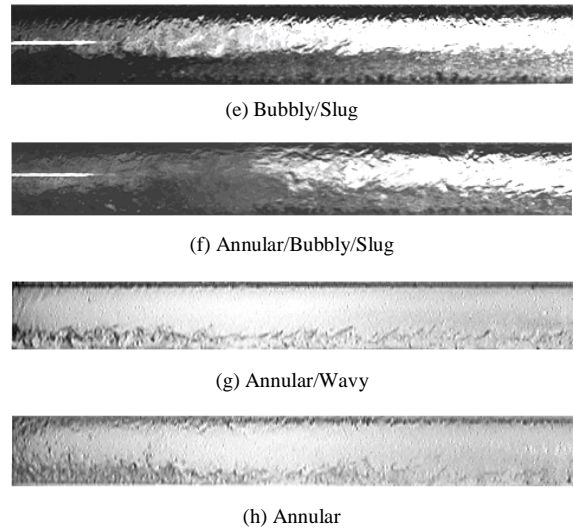 (e) Bubbly/Slug
(f) Annular/Bubbly/Slug
(g) Annular/Wavy
(h) Annular